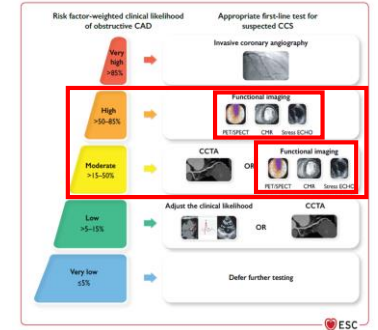 Risk factor-weighted clinical likelihood
of obstructive CAD
Appropriate first-line test for
suspected CCS
Very
high
>85%
Invasive coronary angiography
High
>50–85%
Functional imaging
PET/SPECT CMR Stress ECHO
Moderate
>15–50%
CCTA
OR
Functional imaging
PET/SPECT CMR Stress ECHO
Low
>5–15%
Adjust the clinical likelihood
OR
CCTA
Very low
≤5%
Defer further testing
ESC